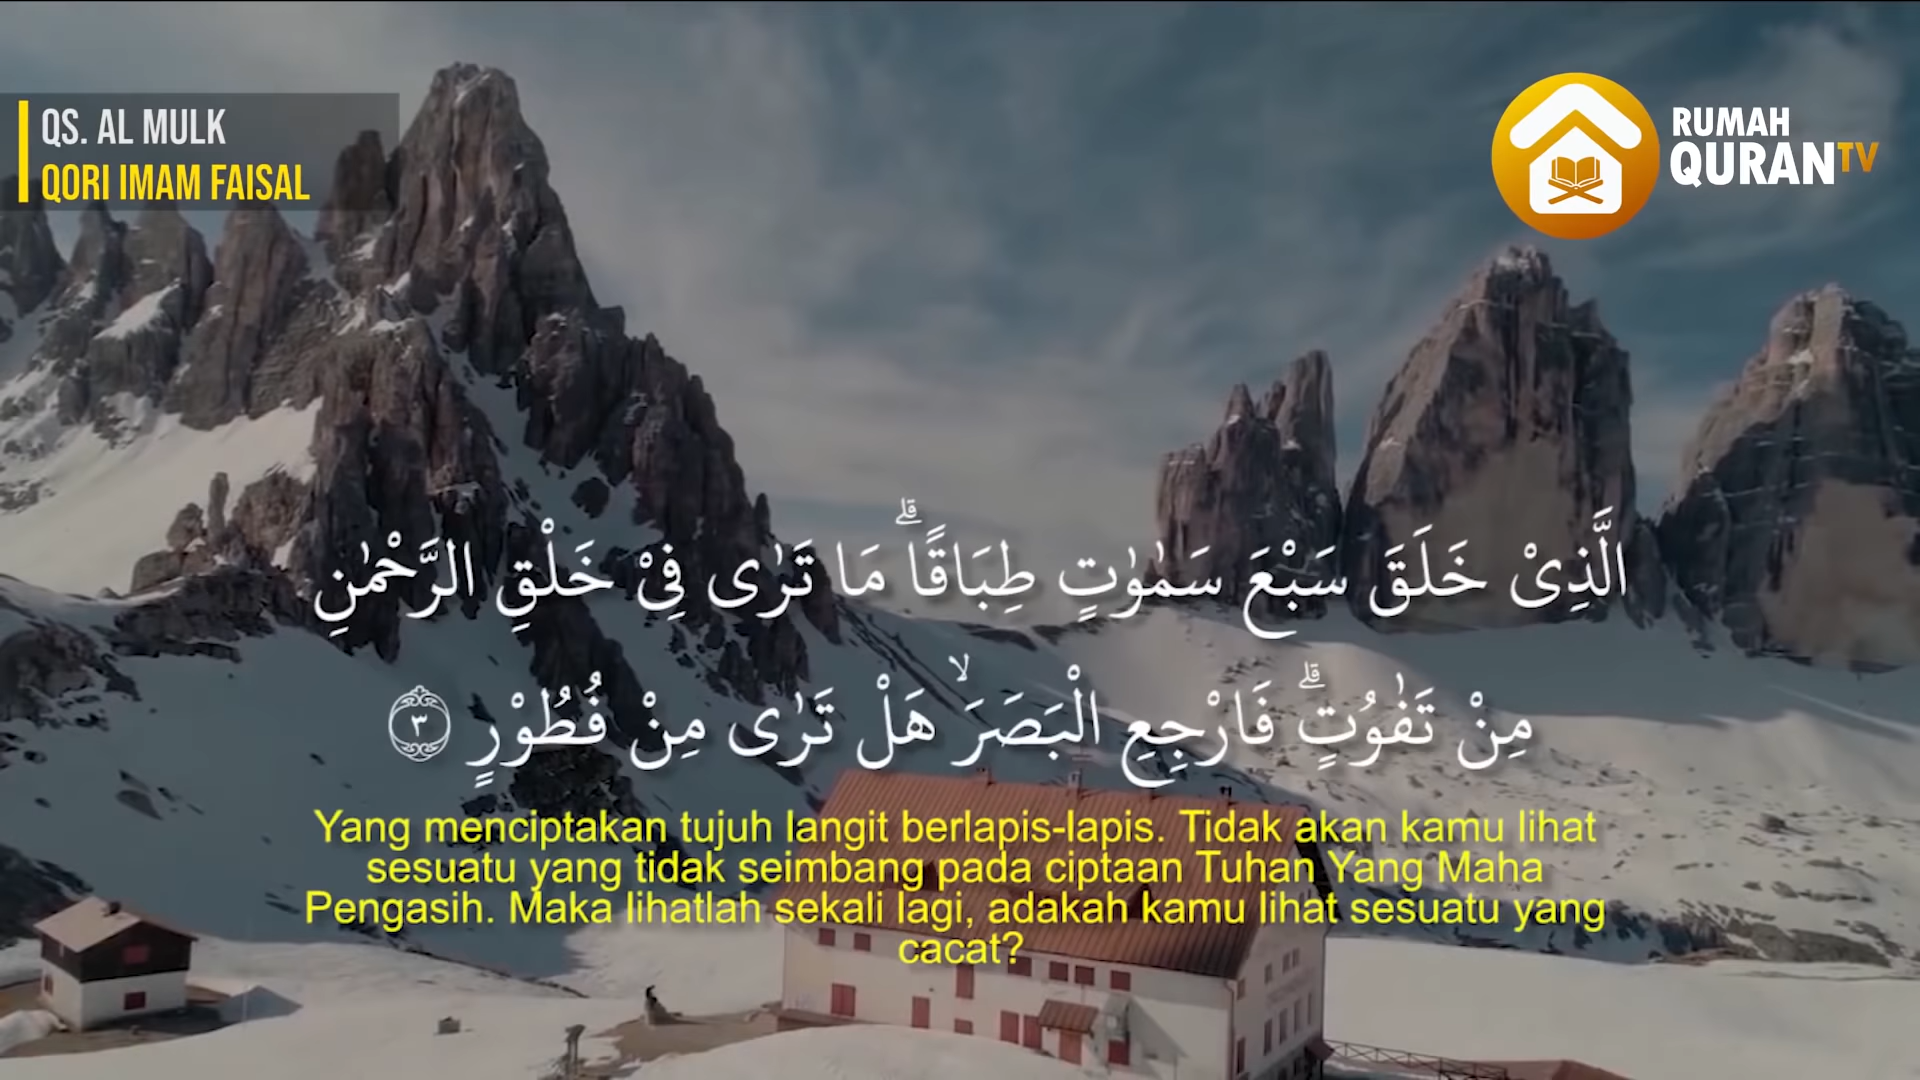 QS. AL MULK
QORI IMAM FAISAL
RUMAH
QURANTV
الَّذِيْ خَلَقَ سَبْعَ سَمٰوٰتٍ طِبَاقًاۗ مَا تَرٰى فِيْ خَلْقِ الرَّحْمٰنِ
مِنْ تَفٰوُتٍۗ فَارْجِعِ الْبَصَرَۙ هَلْ تَرٰى مِنْ فُطُوْرٍ ٣
Yang menciptakan tujuh langit berlapis-lapis. Tidak akan kamu lihat
sesuatu yang tidak seimbang pada ciptaan Tuhan Yang Maha
Pengasih. Maka lihatlah sekali lagi, adakah kamu lihat sesuatu yang
cacat?